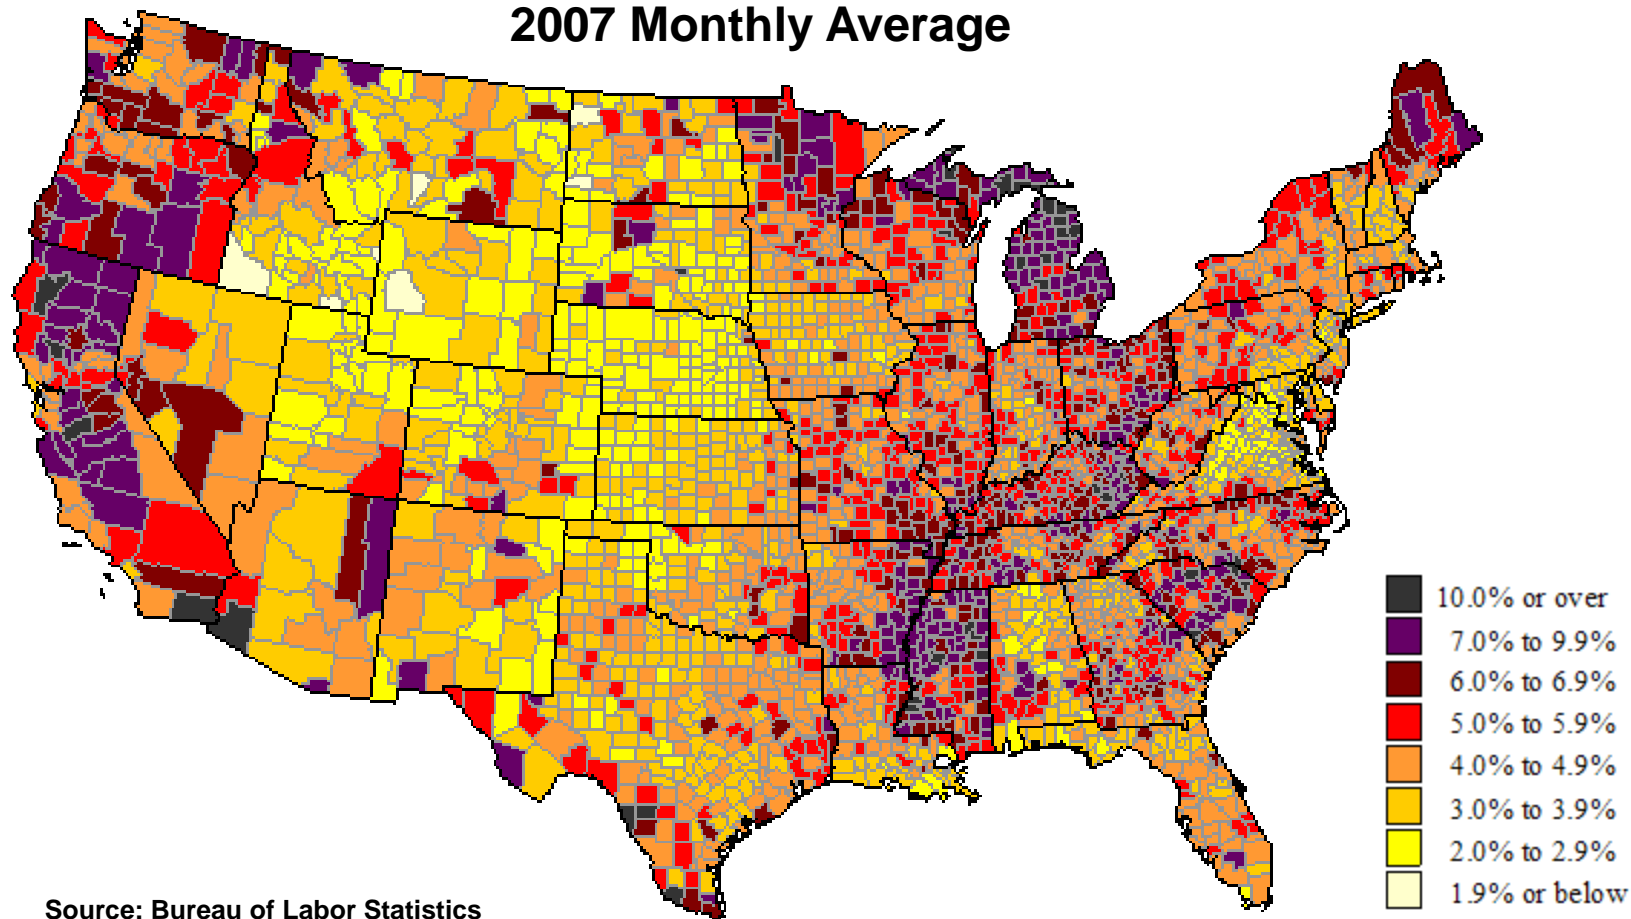 2007 Monthly Average
10.0% or over
7.0% to 9.9%
6.0% to 6.9%
5.0% to 5.9%
4.0% to 4.9%
3.0% to 3.9%
2.0% to 2.9%
1.9% or below
Source: Bureau of Labor Statistics